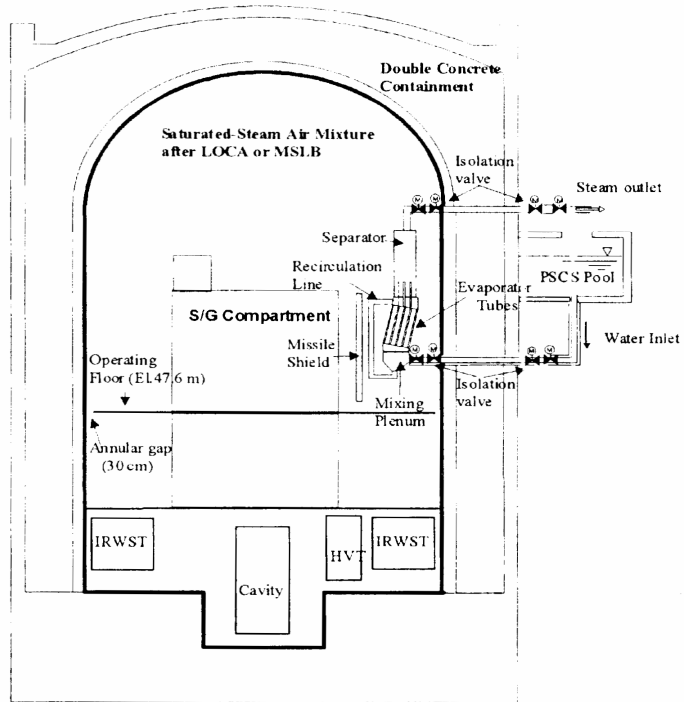 Double Concrete
Containment
Saturated-Steam Air Mixture
after LOCA or MSLB
Isolation
valve
M M
M M
Steam outlet
Separator
PSCS Pool
Recirculation
Line
Evaporator
Tubes
S/G Compartment
Missile
Shield
Water Inlet
M M
M M
Operating
Floor (El.47.6 m)
Isolation
valve
Mixing
Plenum
Annular gap
(30 cm)
IRWST
HVT
IRWST
Cavity